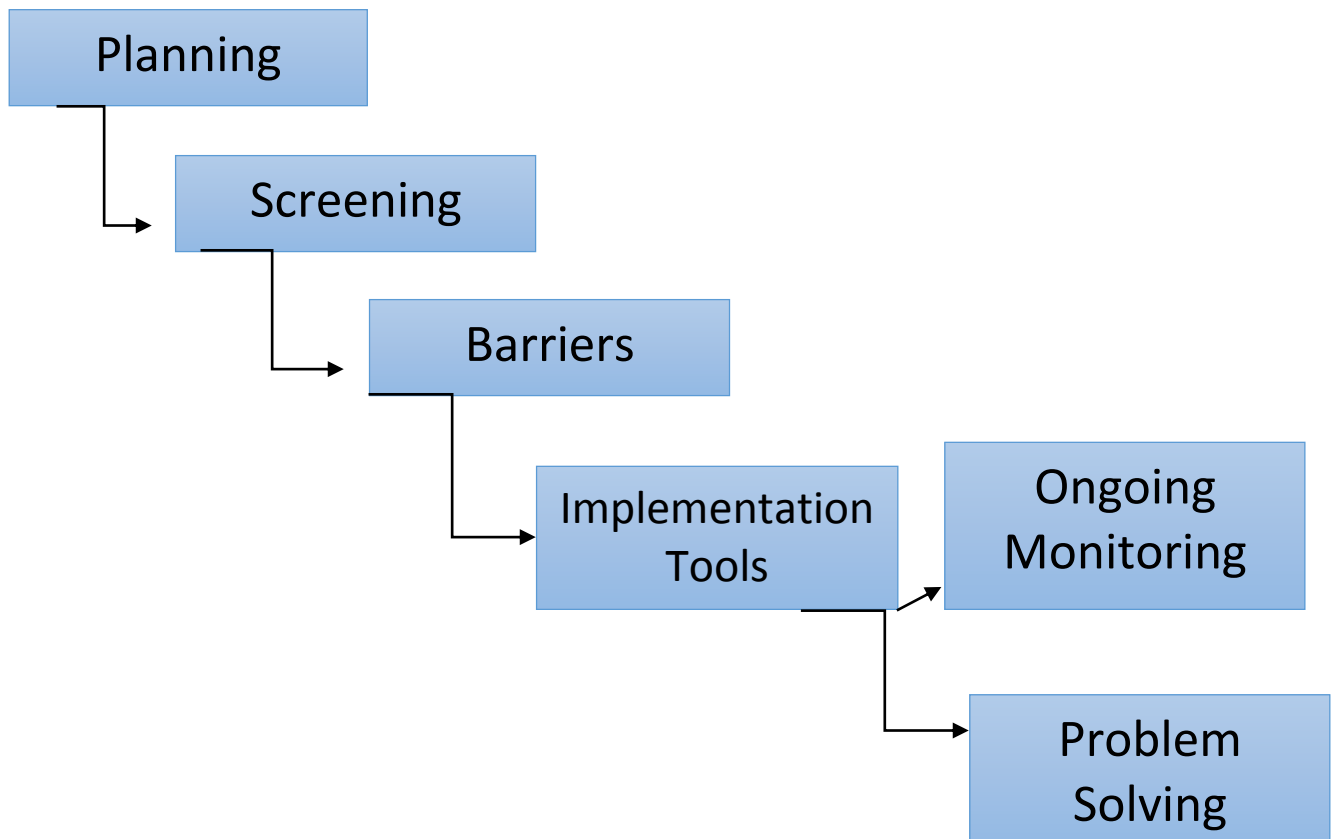 Planning
Screening
Barriers
Implementation
Tools
Ongoing
Monitoring
Problem
Solving